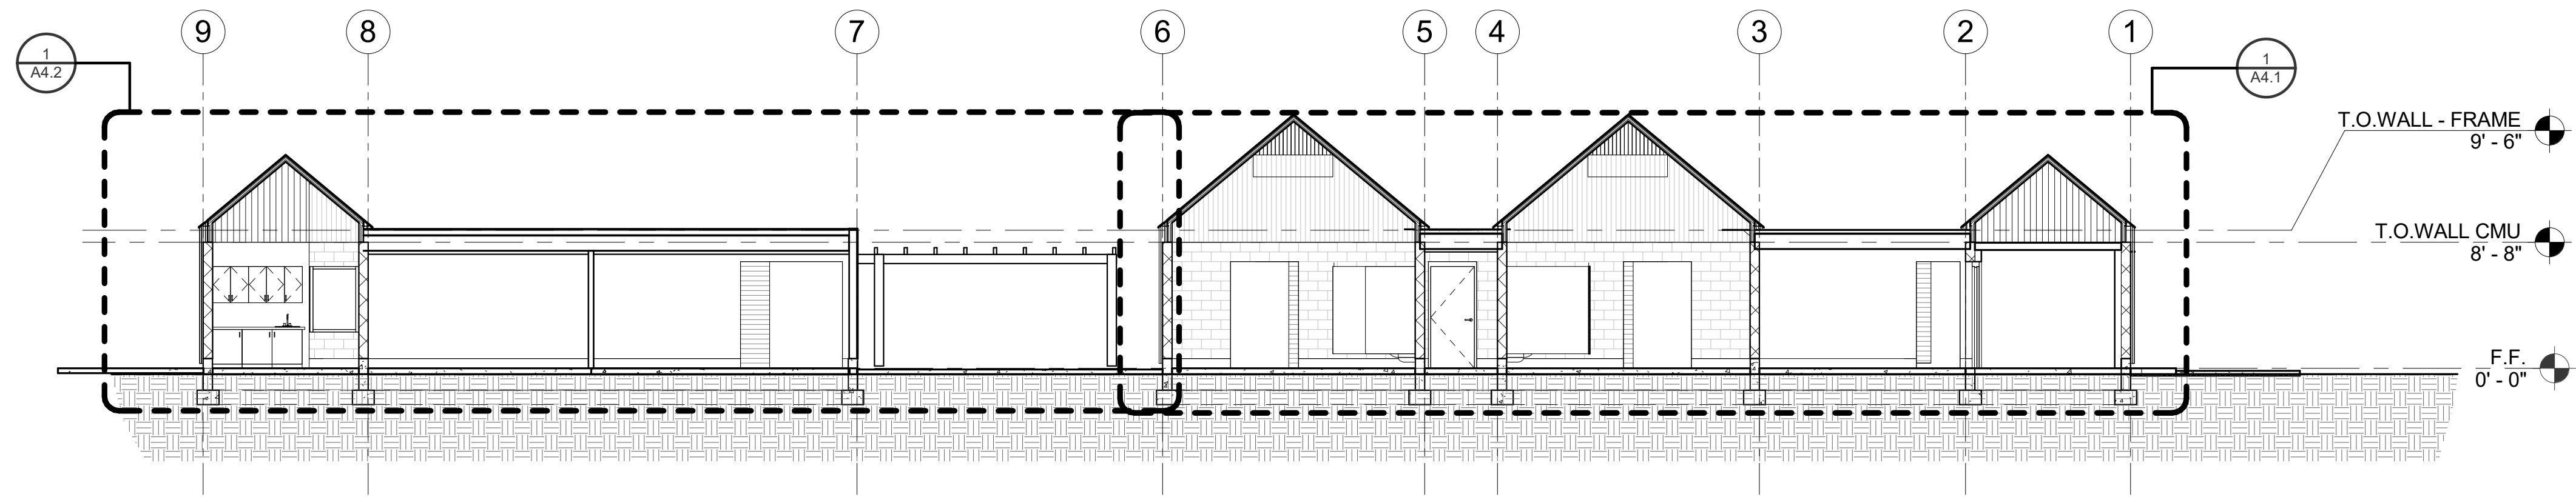 9
8
7
6
5
4
3
2
1
1
A4.2
1
A4.1
T.O.WALL - FRAME
9' - 6"
T.O.WALL CMU
8' - 8"
F.F.
0' - 0"